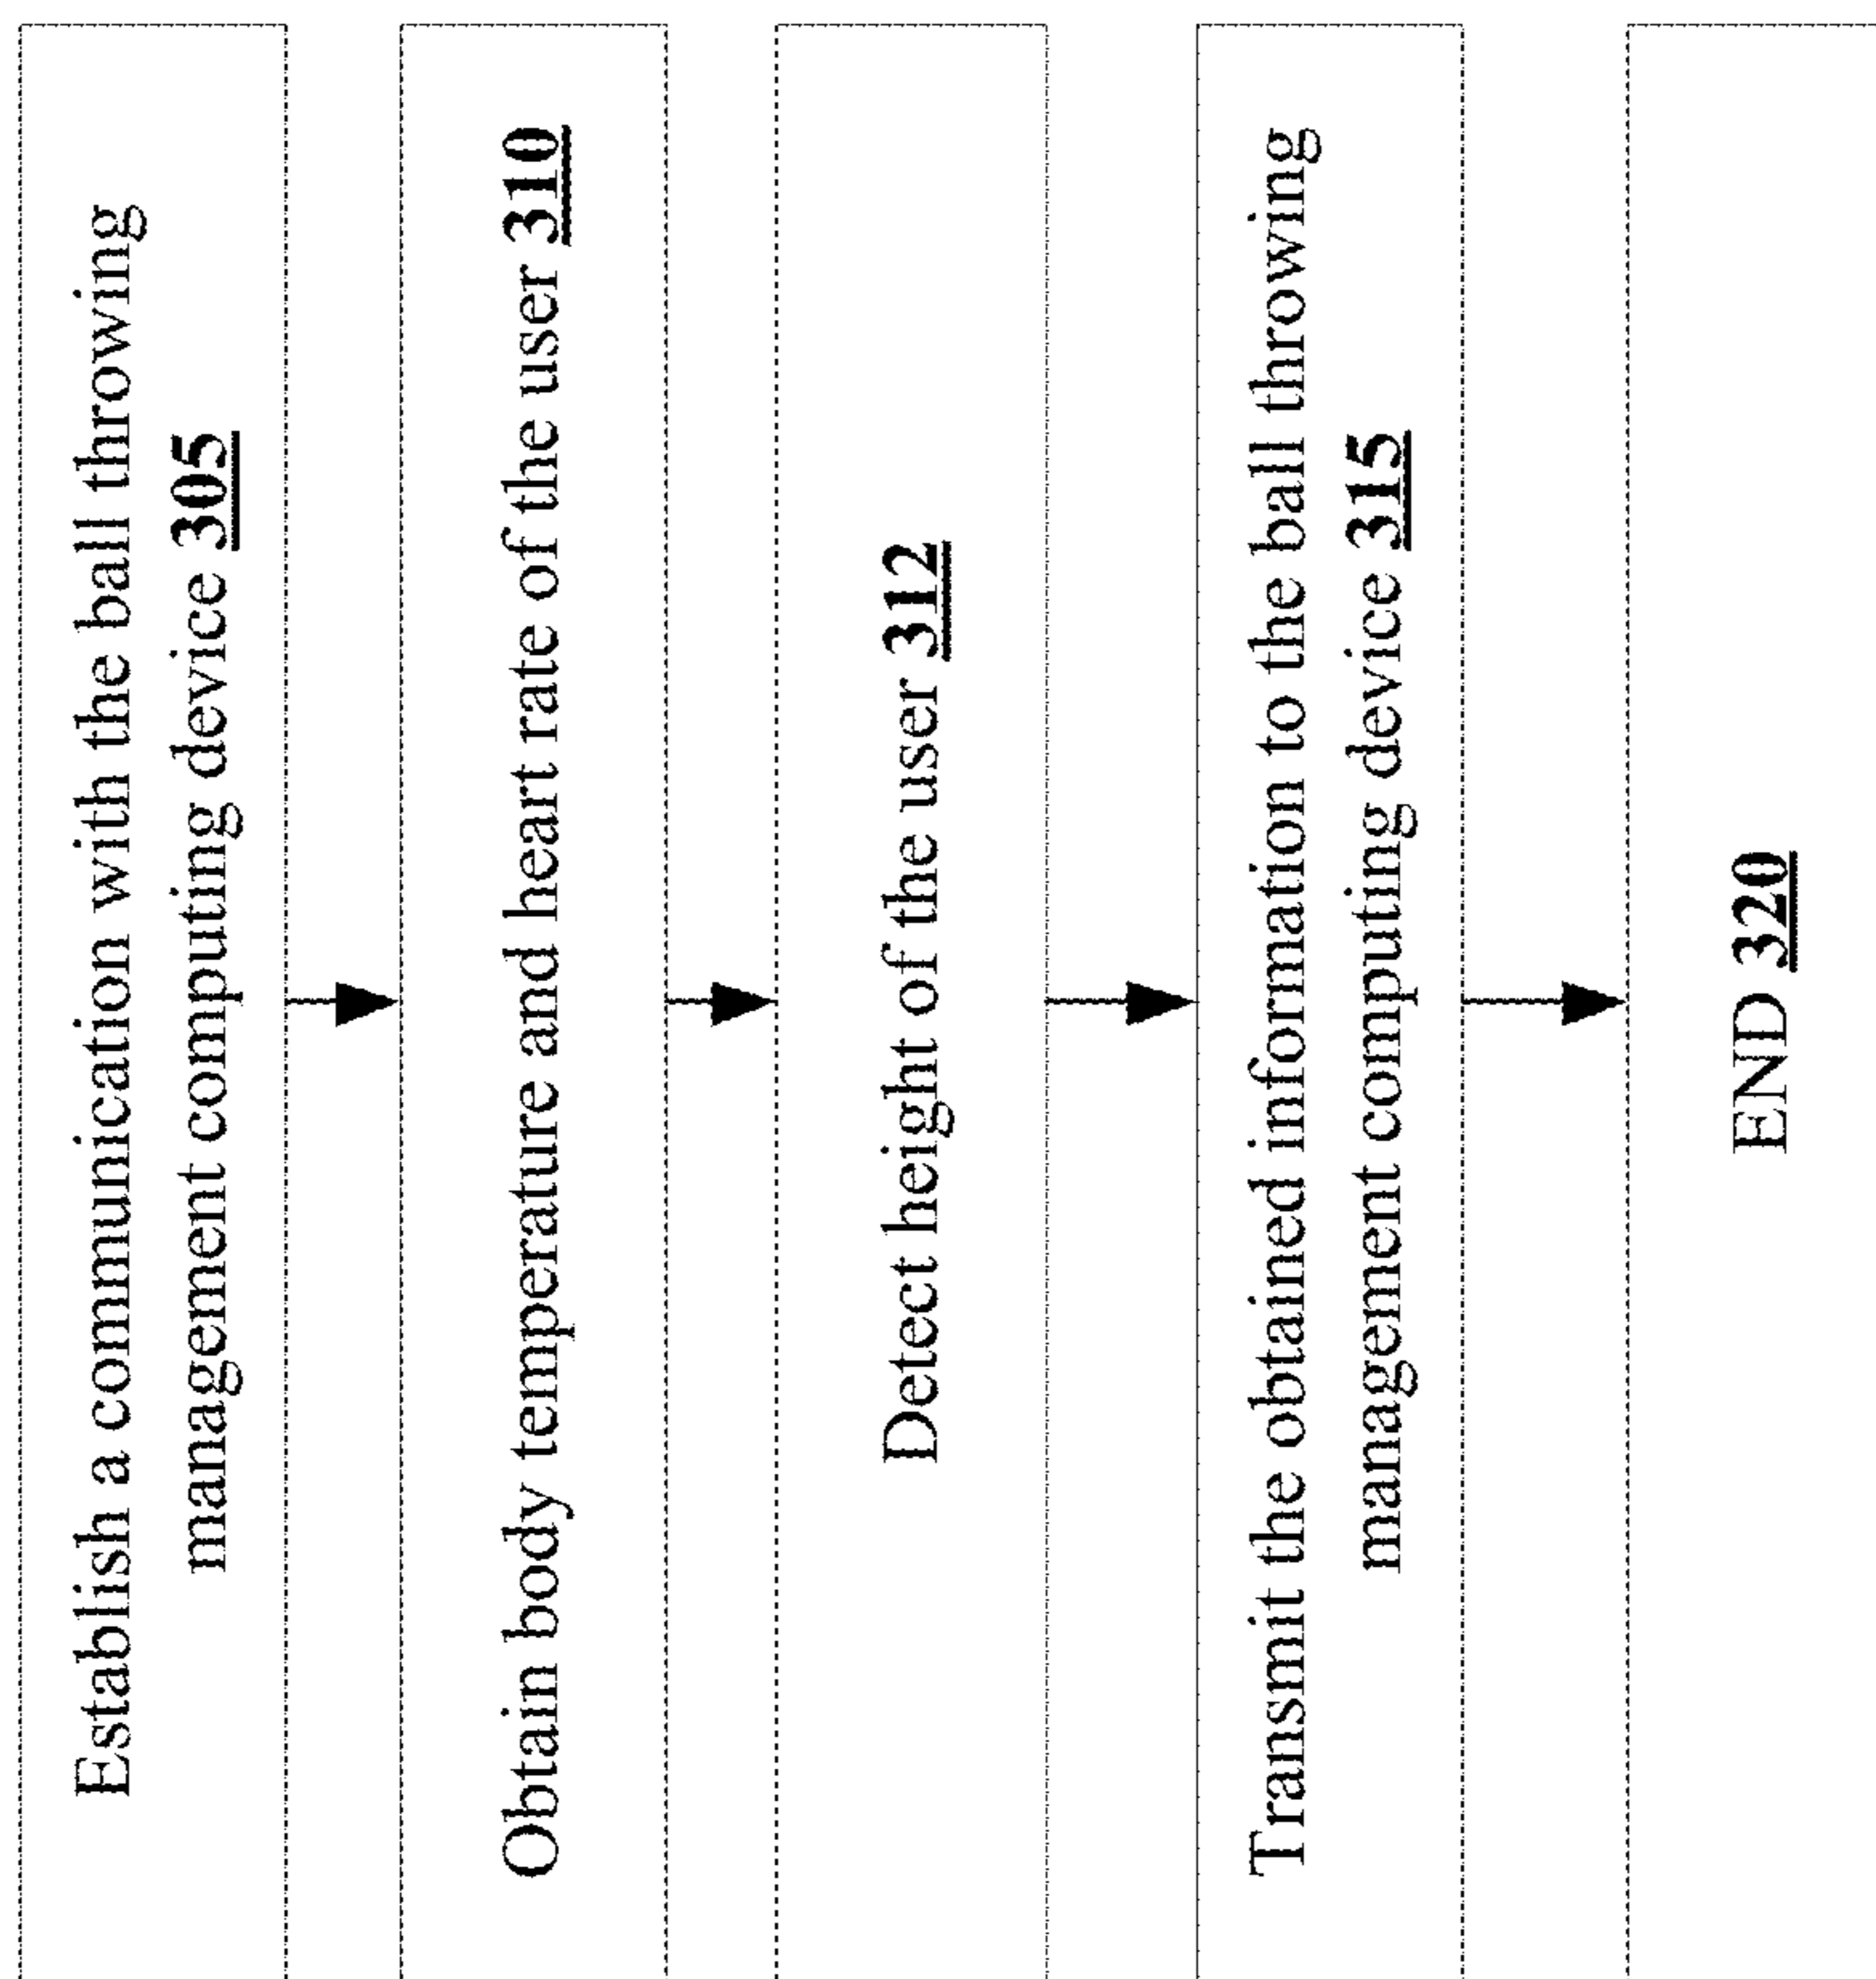 Establish a communication with the ball throwing
management computing device 305
Obtain body temperature and heart rate of the user 310
Detect height of the user 312
Transmit the obtained information to the ball throwing
management computing device 315
END 320